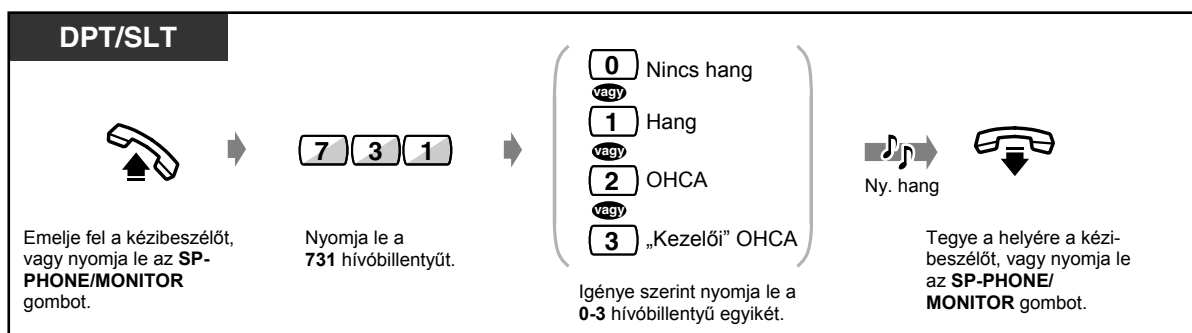 DPT/SLT
Emelje fel a kézibeszélőt,
vagy nyomja le az SP-
PHONE/MONITOR
gombot.
7 3 1
Nyomja le a
731 hívóbillentyűt.
0 Nincs hang
vagy
1 Hang
vagy
2 OHCA
vagy
3 „Kezelői” OHCA
Igénye szerint nyomja le a
0-3 hívóbillentyű egyikét.
Ny. hang
Tegye a helyére a kézi-
beszélőt, vagy nyomja le
az SP-PHONE/
MONITOR gombot.